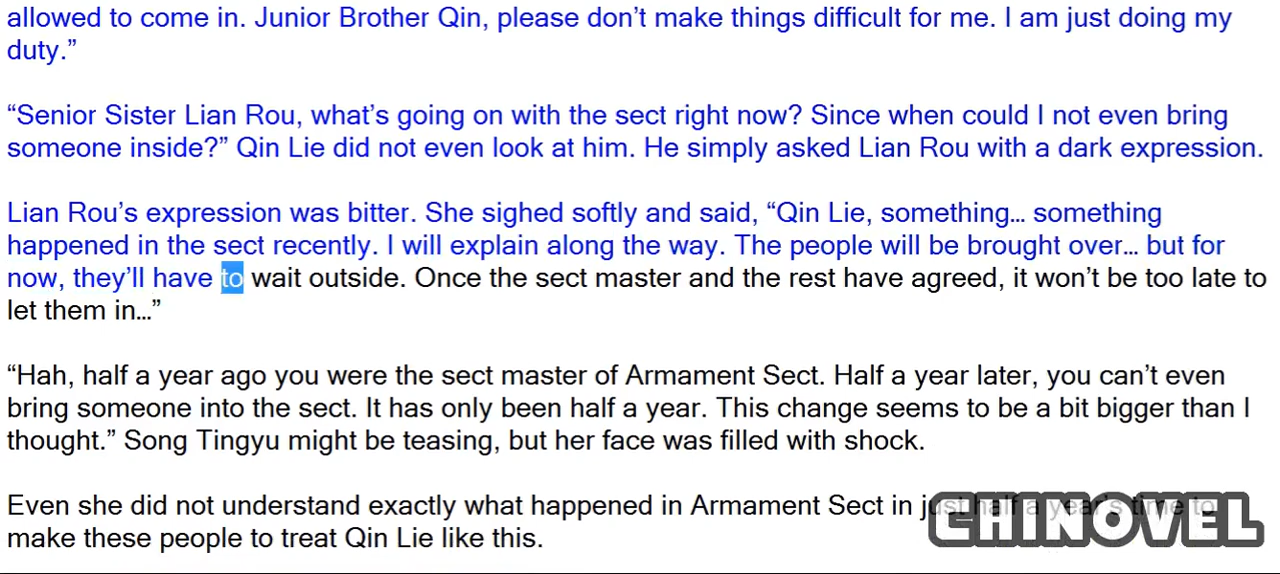 allowed to come in. Junior Brother Qin, please don’t make things difficult for me. I am just doing my
duty.”
“Senior Sister Lian Rou, what’s going on with the sect right now? Since when could I not even bring
someone inside?” Qin Lie did not even look at him. He simply asked Lian Rou with a dark expression.
Lian Rou’s expression was bitter. She sighed softly and said, “Qin Lie, something… something
happened in the sect recently. I will explain along the way. The people will be brought over… but for
now, they’ll have to wait outside. Once the sect master and the rest have agreed, it won’t be too late to
let them in…”
“Hah, half a year ago you were the sect master of Armament Sect. Half a year later, you can’t even
bring someone into the sect. It has only been half a year. This change seems to be a bit bigger than I
thought.” Song Tingyu might be teasing, but her face was filled with shock.
Even she did not understand exactly what happened in Armament Sect in just half a year’s time to
make these people to treat Qin Lie like this.
CHINOVEL